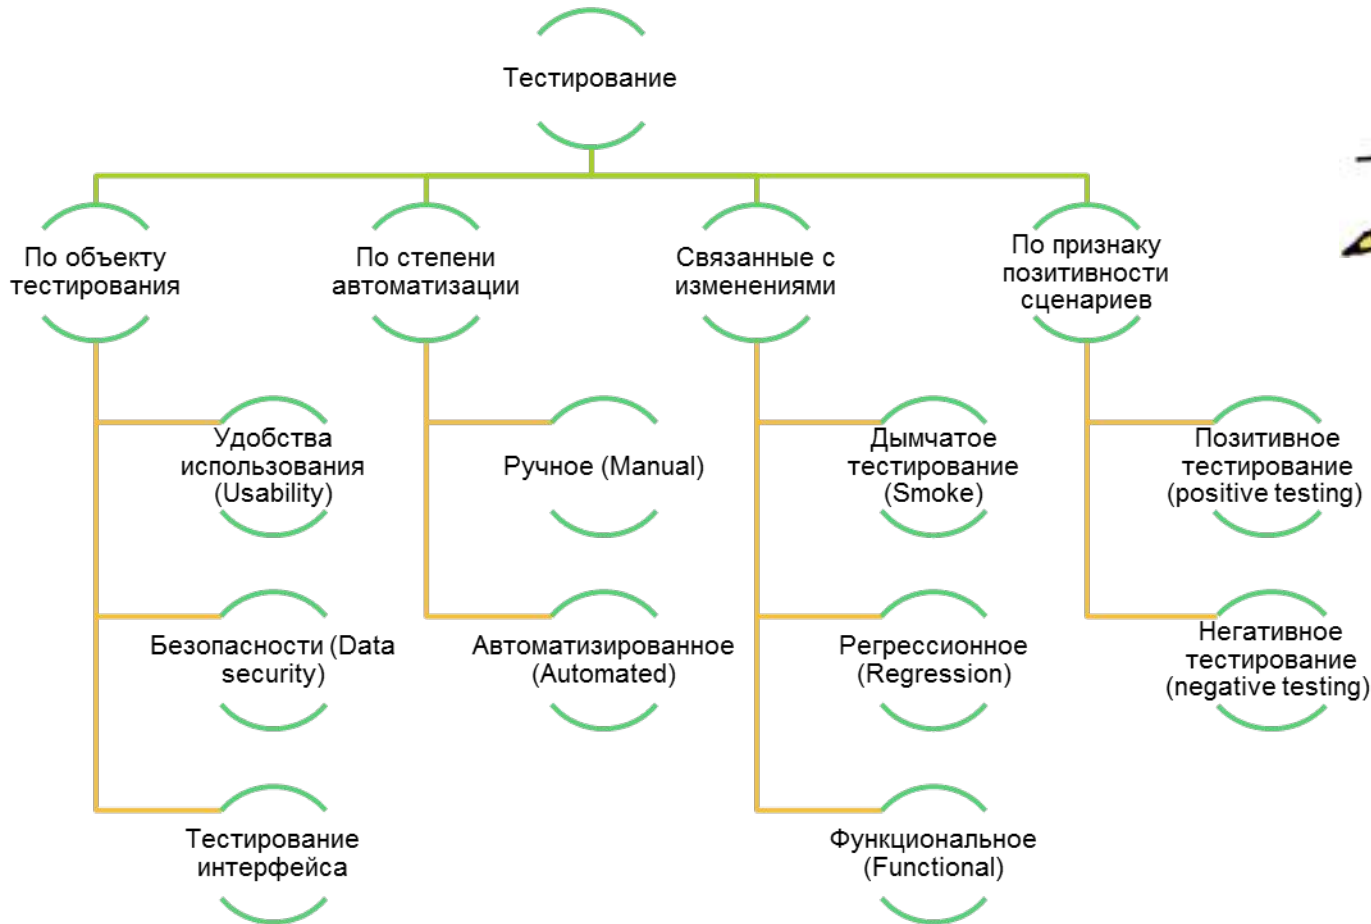 Тестирование
По объекту
тестирования
По степени
автоматизации
Связанные с
изменениями
По признаку
позитивности
сценариев
Удобства
использования
(Usability)
Ручное (Manual)
Дымчатое
тестирование
(Smoke)
Позитивное
тестирование
(positive testing)
Безопасности (Data
security)
Автоматизированное
(Automated)
Регрессионное
(Regression)
Негативное
тестирование
(negative testing)
Тестирование
интерфейса
Функциональное
(Functional)